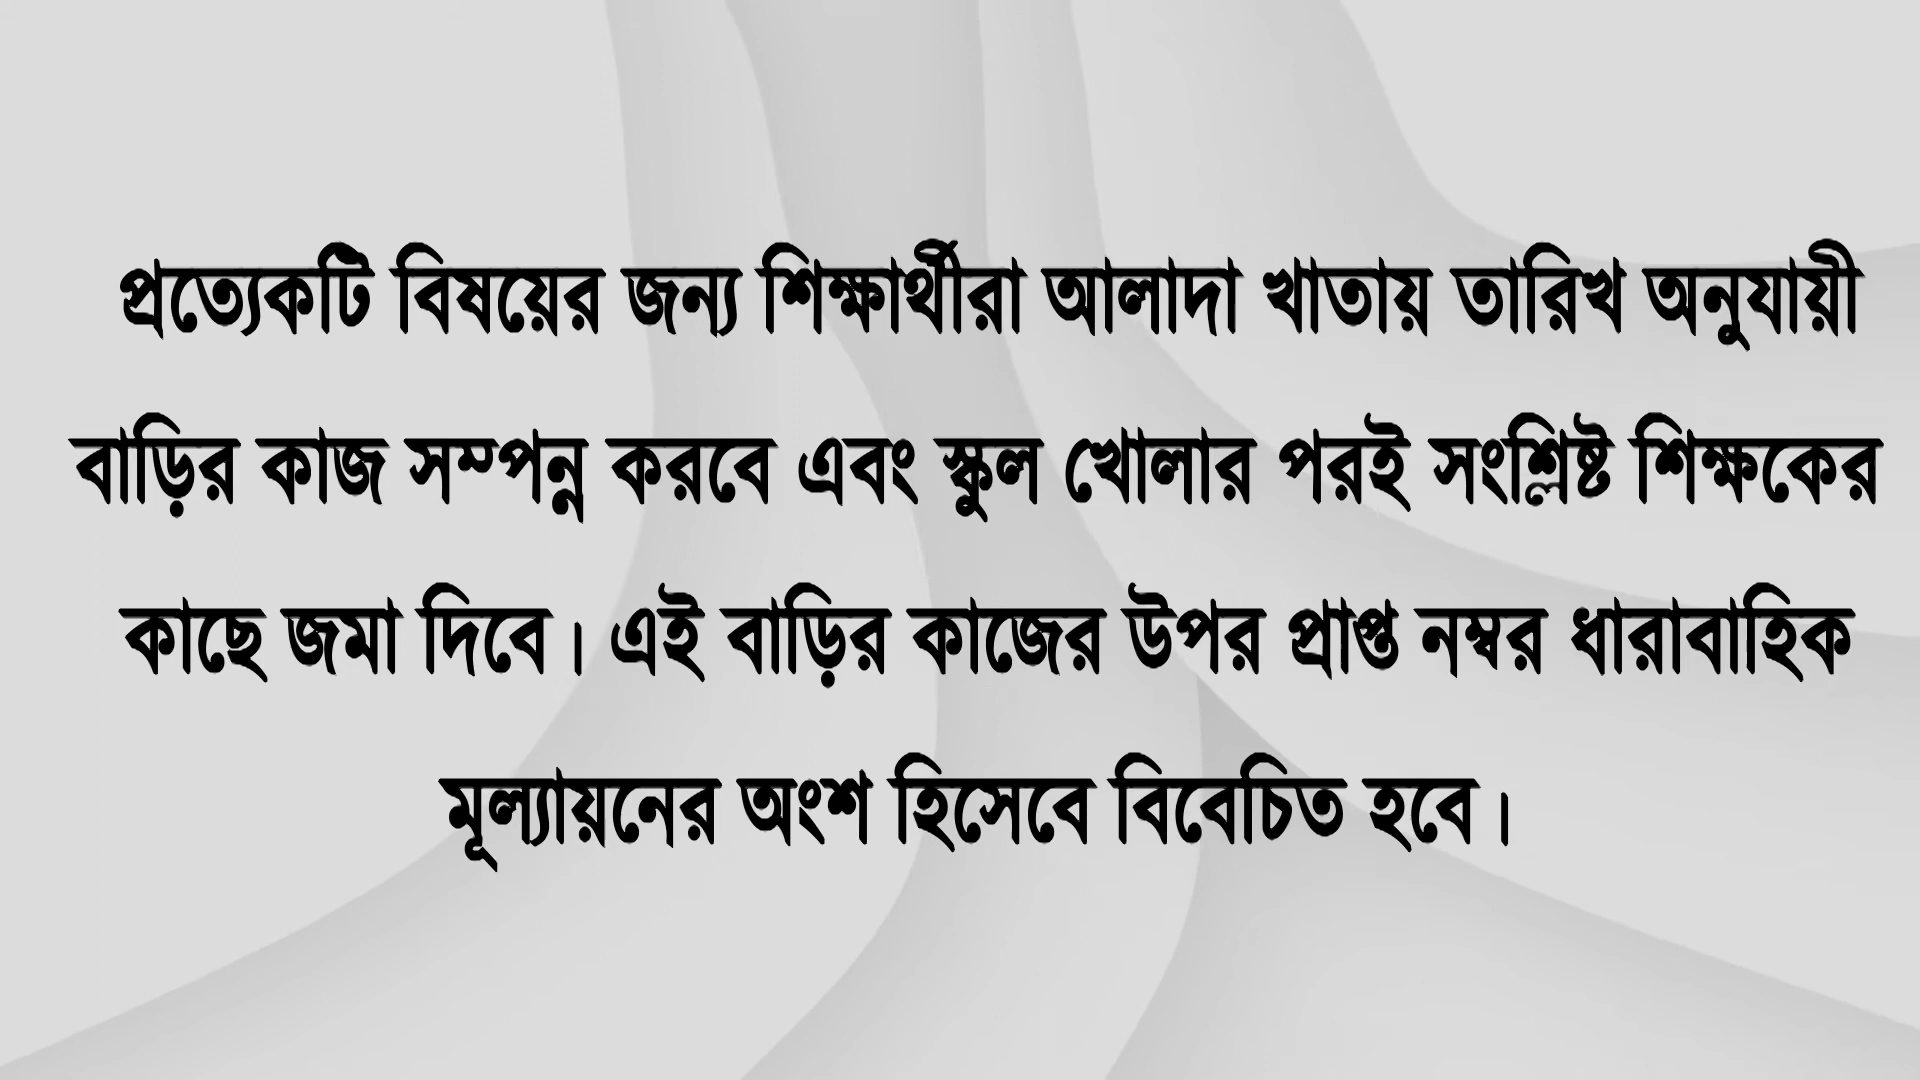 প্রত্যেকটি বিষয়ের জন্য শিক্ষার্থীরা আলাদা খাতায় তারিখ অনুযায়ী
বাড়ির কাজ সম্পন্ন করবে এবং স্কুল খোলার পরই সংশ্লিষ্ট শিক্ষকের
কাছে জমা দিবে। এই বাড়ির কাজের উপর প্রাপ্ত নম্বর ধারাবাহিক
মূল্যায়নের অংশ হিসেবে বিবেচিত হবে।